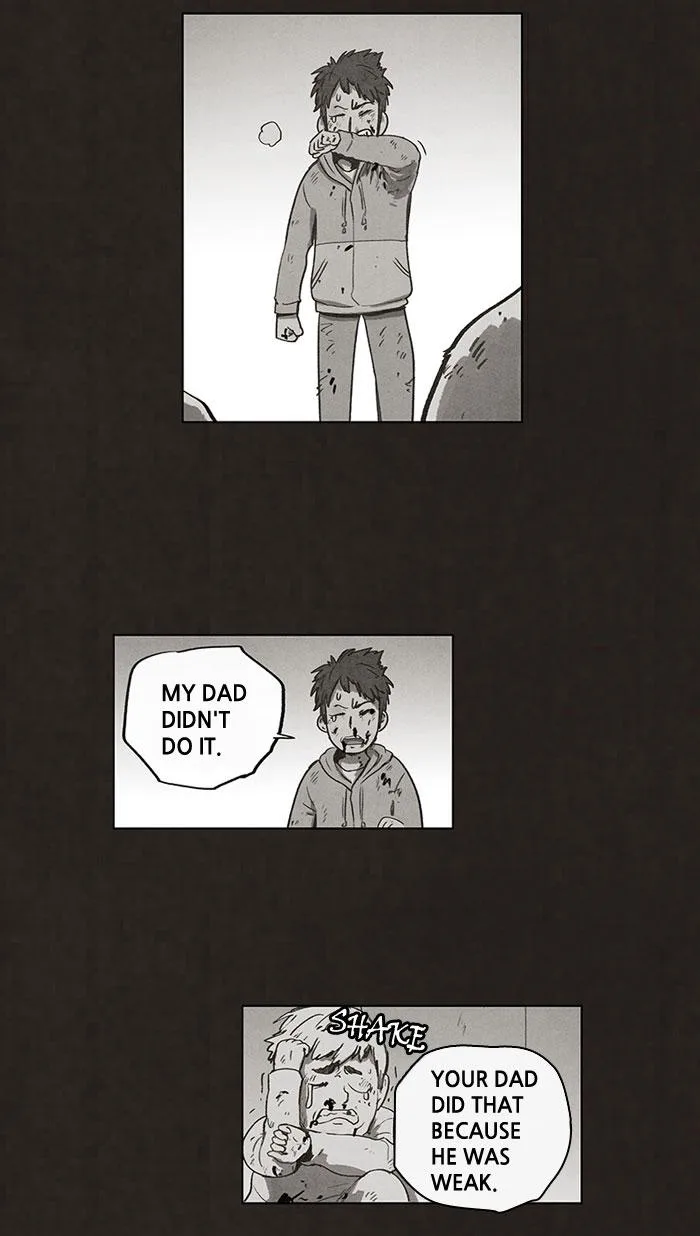 MY DAD
DIDN'T
DO IT.
SHAKE
YOUR DAD
DID THAT
BECAUSE
HE WAS
WEAK.